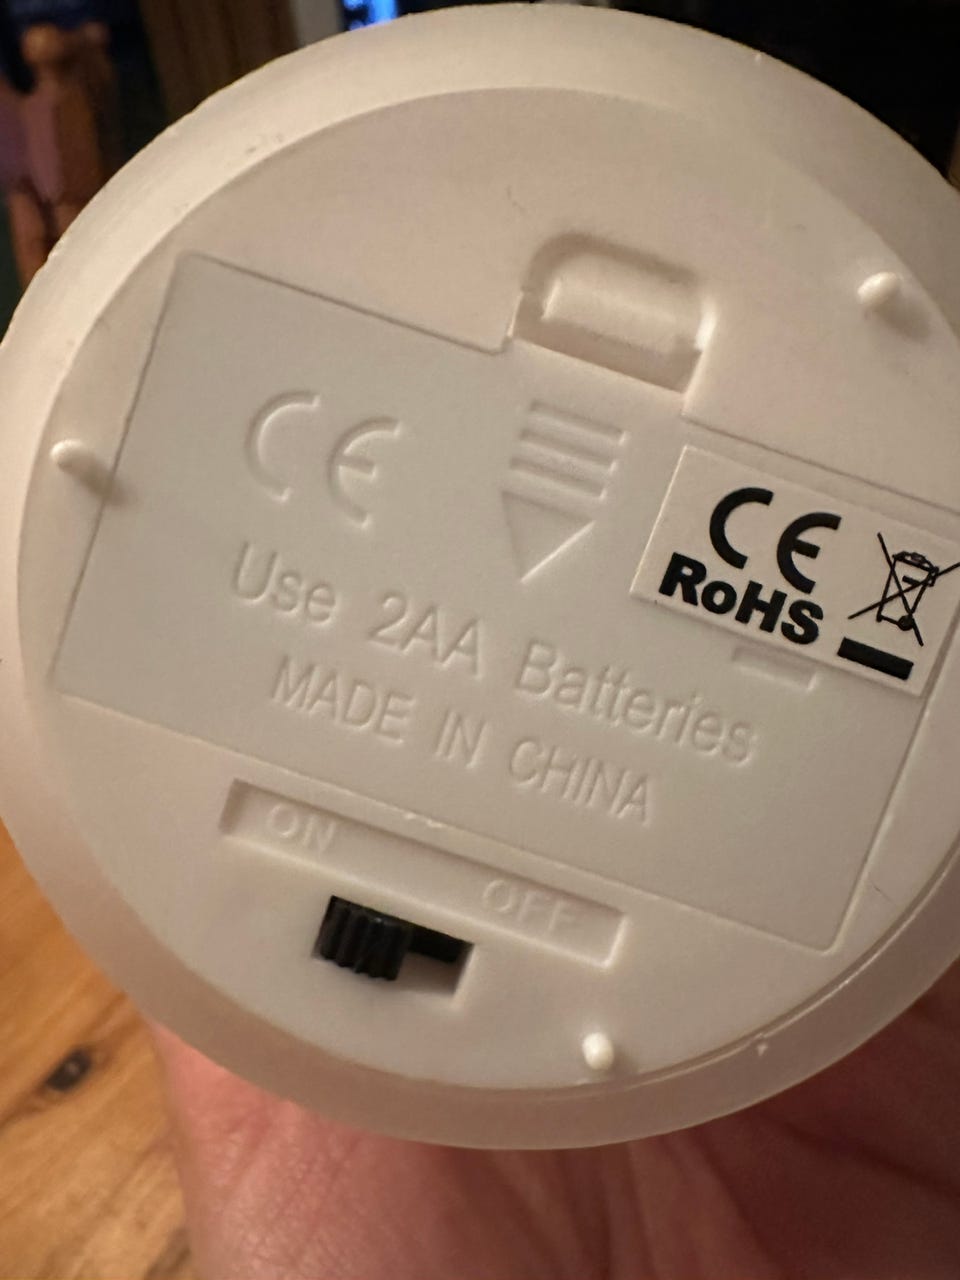 CE
CE
RoHS
Use 2AA Batteries
MADE IN CHINA
ON
OFF